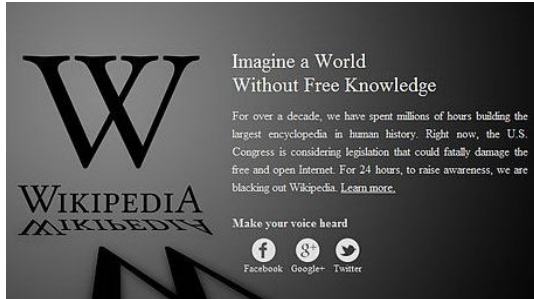 W
WIKIPEDIA
Imagine a World
Without Free Knowledge
For over a decade, we have spent millions of hours building the
largest encyclopedia in human history. Right now, the U.S.
Congress is considering legislation that could fatally damage the
free and open Internet. For 24 hours, to raise awareness, we are
blacking out Wikipedia. Learn more.
Make your voice heard
Facebook Google+ Twitter